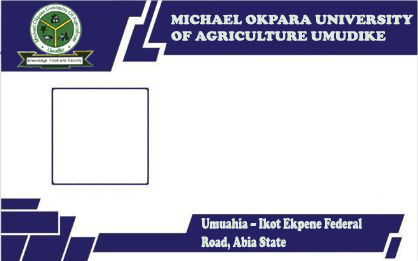 MICHAEL OKPARA UNIVERSITY
OF AGRICULTURE UMUDIKE
Michael Okpara University of Agriculture
Umudike
Knowledge, Food and Security
Umuahia – Ikot Ekpene Federal
Road, Abia State